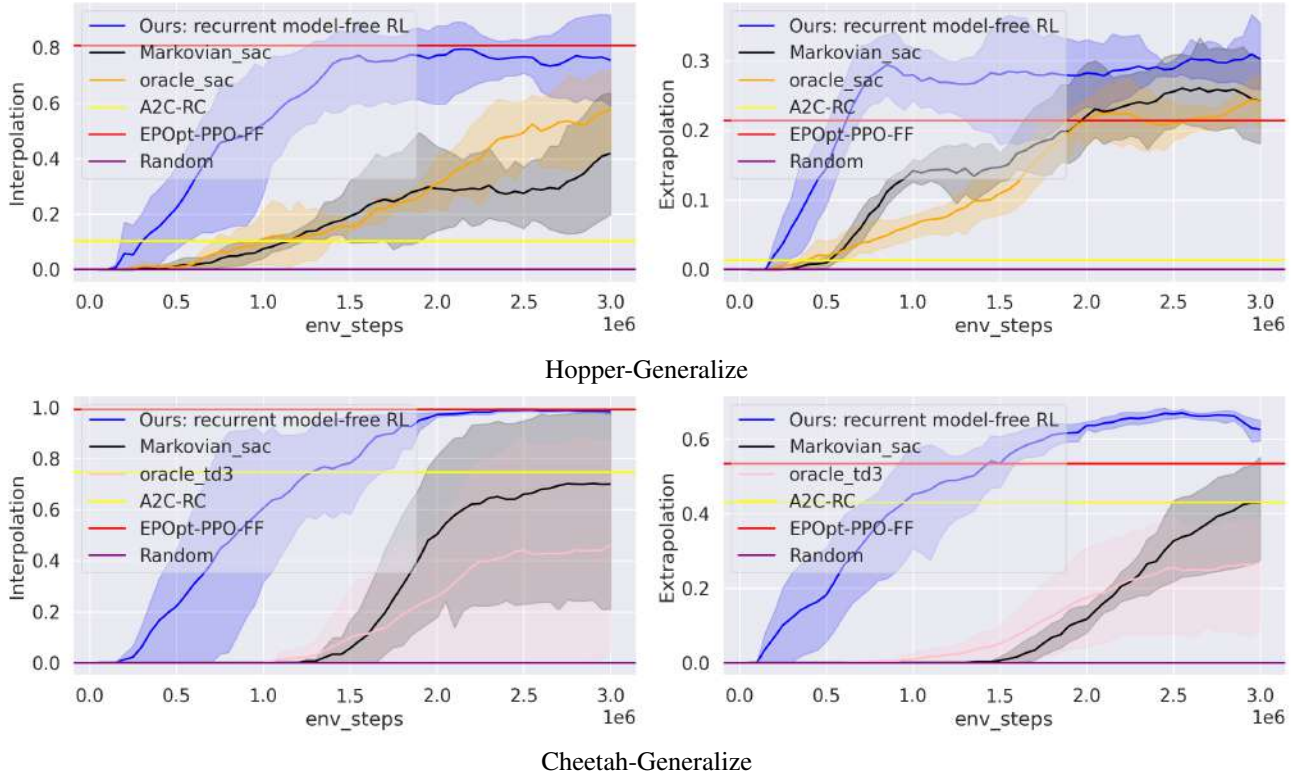 Ours: recurrent model-free RL
Markovian_sac
oracle_sac
A2C-RC
EPOpt-PPO-FF
Random
Interpolation
0.8
0.6
0.4
0.2
0.0
0.0 0.5 1.0 1.5 2.0 2.5 3.0
1e6
env_steps
Ours: recurrent model-free RL
Markovian_sac
oracle_sac
A2C-RC
EPOpt-PPO-FF
Random
Extrapolation
0.3
0.2
0.1
0.0
0.0 0.5 1.0 1.5 2.0 2.5 3.0
1e6
env_steps
Hopper-Generalize
Ours: recurrent model-free RL
Markovian_sac
oracle_td3
A2C-RC
EPOpt-PPO-FF
Random
Interpolation
1.0
0.8
0.6
0.4
0.2
0.0
0.0 0.5 1.0 1.5 2.0 2.5 3.0
1e6
env_steps
Ours: recurrent model-free RL
Markovian_sac
oracle_td3
A2C-RC
EPOpt-PPO-FF
Random
Extrapolation
0.6
0.4
0.2
0.0
0.0 0.5 1.0 1.5 2.0 2.5 3.0
1e6
env_steps
Cheetah-Generalize